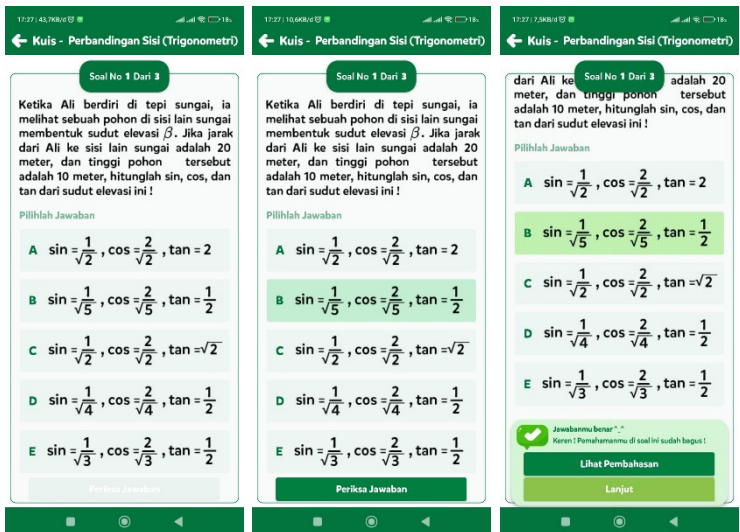 17:27 | 43,7KB/d
18
Kuis - Perbandingan Sisi (Trigonometri)
Soal No 1 Dari 3
Ketika Ali berdiri di tepi sungai, ia
melihat sebuah pohon di sisi lain sungai
membentuk sudut elevasi β. Jika jarak
dari Ali ke sisi lain sungai adalah 20
meter, dan tinggi pohon tersebut
adalah 10 meter, hitunglah sin, cos, dan
tan dari sudut elevasi ini !
Pilihlah Jawaban
A sin = 1/√2 , cos = 2/√2 , tan = 2
B sin = 1/√5 , cos = 2/√5 , tan = 1/2
C sin = 1/√2 , cos = 2/√2 , tan = √2
D sin = 1/√4 , cos = 2/√4 , tan = 1/2
E sin = 1/√3 , cos = 2/√3 , tan = 1/2
Periksa Jawaban
17:27 | 10,6KB/d
18
Kuis - Perbandingan Sisi (Trigonometri)
Soal No 1 Dari 3
Ketika Ali berdiri di tepi sungai, ia
melihat sebuah pohon di sisi lain sungai
membentuk sudut elevasi β. Jika jarak
dari Ali ke sisi lain sungai adalah 20
meter, dan tinggi pohon tersebut
adalah 10 meter, hitunglah sin, cos, dan
tan dari sudut elevasi ini !
Pilihlah Jawaban
A sin = 1/√2 , cos = 2/√2 , tan = 2
B sin = 1/√5 , cos = 2/√5 , tan = 1/2
C sin = 1/√2 , cos = 2/√2 , tan = √2
D sin = 1/√4 , cos = 2/√4 , tan = 1/2
E sin = 1/√3 , cos = 2/√3 , tan = 1/2
Periksa Jawaban
17:27 | 7,5KB/d
18
Kuis - Perbandingan Sisi (Trigonometri)
Soal No 1 Dari 3
dari Ali ke adalah 20
meter, dan tinggi pohon tersebut
adalah 10 meter, hitunglah sin, cos, dan
tan dari sudut elevasi ini !
Pilihlah Jawaban
A sin = 1/√2 , cos = 2/√2 , tan = 2
B sin = 1/√5 , cos = 2/√5 , tan = 1/2
C sin = 1/√2 , cos = 2/√2 , tan = √2
D sin = 1/√4 , cos = 2/√4 , tan = 1/2
E sin = 1/√3 , cos = 2/√3 , tan = 1/2
Jawabanmu benar ^_^
Keren ! Pemahamanmu di soal ini sudah bagus !
Lihat Pembahasan
Lanjut